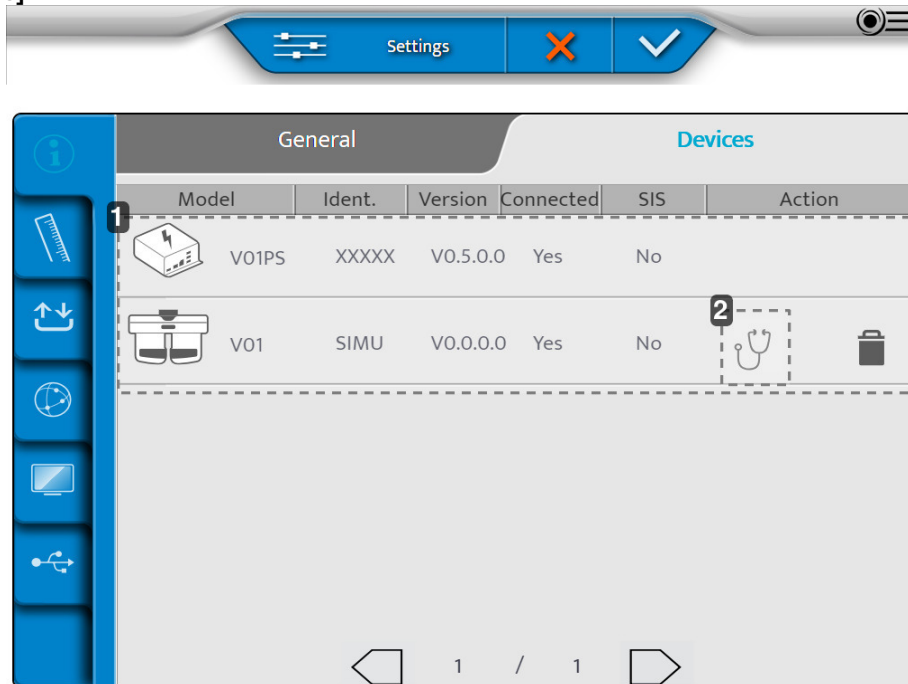 Settings
General Devices
Model Ident. Version Connected SIS Action
1
V01PS XXXXX V0.5.0.0 Yes No
2
V01 SIMU V0.0.0.0 Yes No
1 / 1